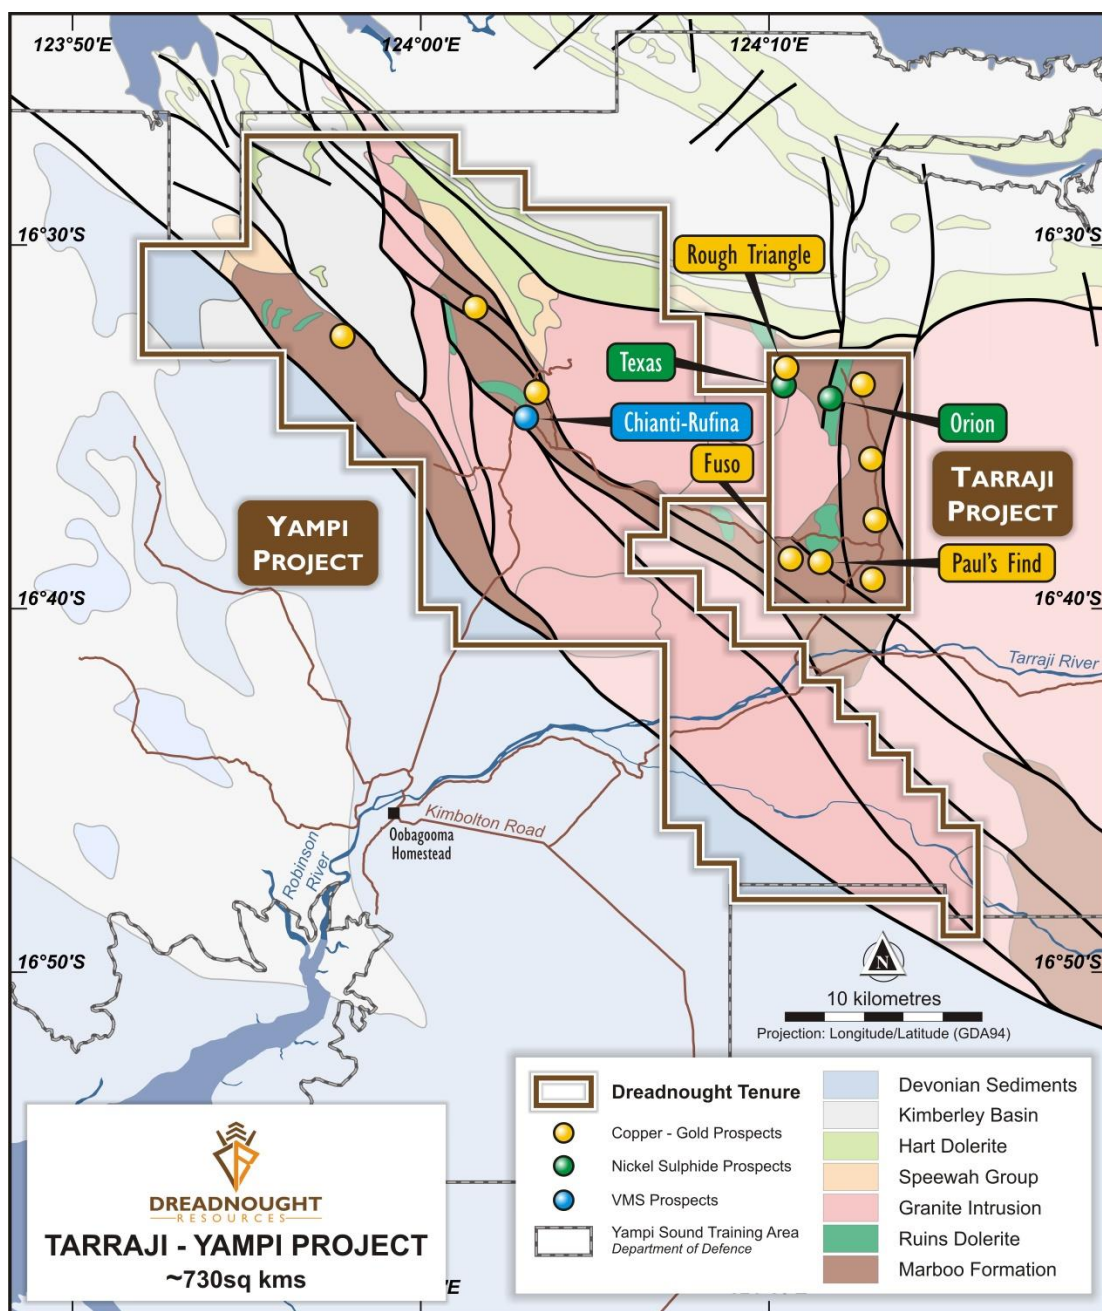 123°50'E
124°00'E
124°10'E
16°30'S
16°30'S
Rough Triangle
Texas
Orion
Chianti-Rufina
Fuso
TARRAJI
PROJECT
YAMPI
PROJECT
Paul's Find
16°40'S
16°40'S
Tarraji River
Kimbolton Road
Oobagooma
Homestead
Robinson
River
16°50'S
16°50'S
N
10 kilometres
Projection: Longitude/Latitude (GDA94)
Dreadnought Tenure
Copper - Gold Prospects
Nickel Sulphide Prospects
VMS Prospects
Yampi Sound Training Area
Department of Defence
Devonian Sediments
Kimberley Basin
Hart Dolerite
Speewah Group
Granite Intrusion
Ruins Dolerite
Marboo Formation
DREADNOUGHT
RESOURCES
TARRAJI - YAMPI PROJECT
~730sq kms
'E